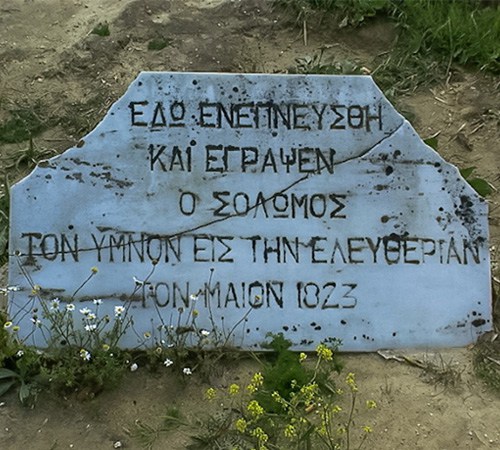 ΕΔΩ ΕΝΕΠΝΕΥΣΘΗ
ΚΑΙ ΕΓΡΑΨΕΝ
Ο ΣΟΛΩΜΟΣ
ΤΟΝ ΥΜΝΟΝ ΕΙΣ ΤΗΝ ΕΛΕΥΘΕΡΙΑΝ
ΤΟΝ ΜΑΙΟΝ 1823